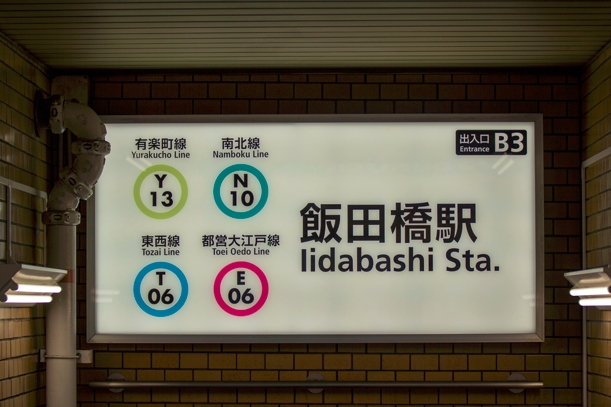 有楽町線
Yurakucho Line
Y
13
南北線
Namboku Line
N
10
東西線
Tozai Line
T
06
都営大江戸線
Toei Oedo Line
E
06
出入口
Entrance
B3
飯田橋駅
Iidabashi Sta.